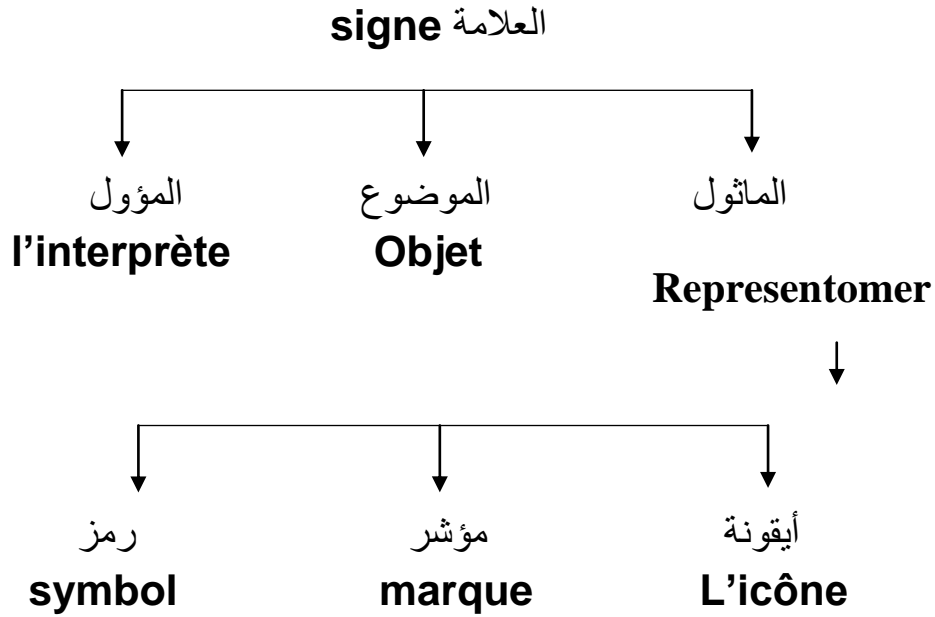 العلامة signe
الماثول الموضوع المؤول
l’interprète Objet
Representomer
أيقونة مؤشر رمز
symbol marque L’icône